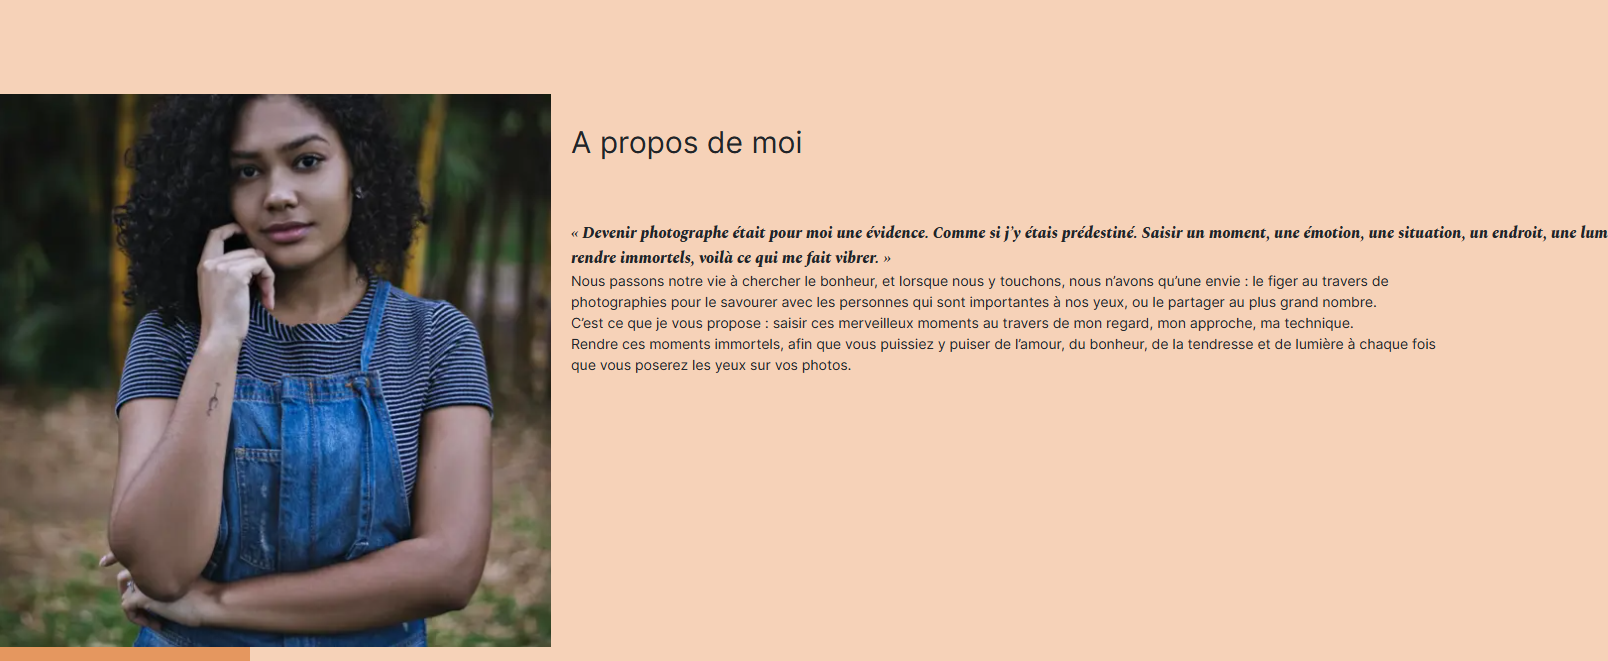 A propos de moi
« Devenir photographe était pour moi une évidence. Comme si j'y étais prédestiné. Saisir un moment, une émotion, une situation, un endroit, une lum
rendre immortels, voilà ce qui me fait vibrer. »
Nous passons notre vie à chercher le bonheur, et lorsque nous y touchons, nous n’avons qu’une envie : le figer au travers de
photographies pour le savourer avec les personnes qui sont importantes à nos yeux, ou le partager au plus grand nombre.
C’est ce que je vous propose : saisir ces merveilleux moments au travers de mon regard, mon approche, ma technique.
Rendre ces moments immortels, afin que vous puissiez y puiser de l’amour, du bonheur, de la tendresse et de lumière à chaque fois
que vous poserez les yeux sur vos photos.